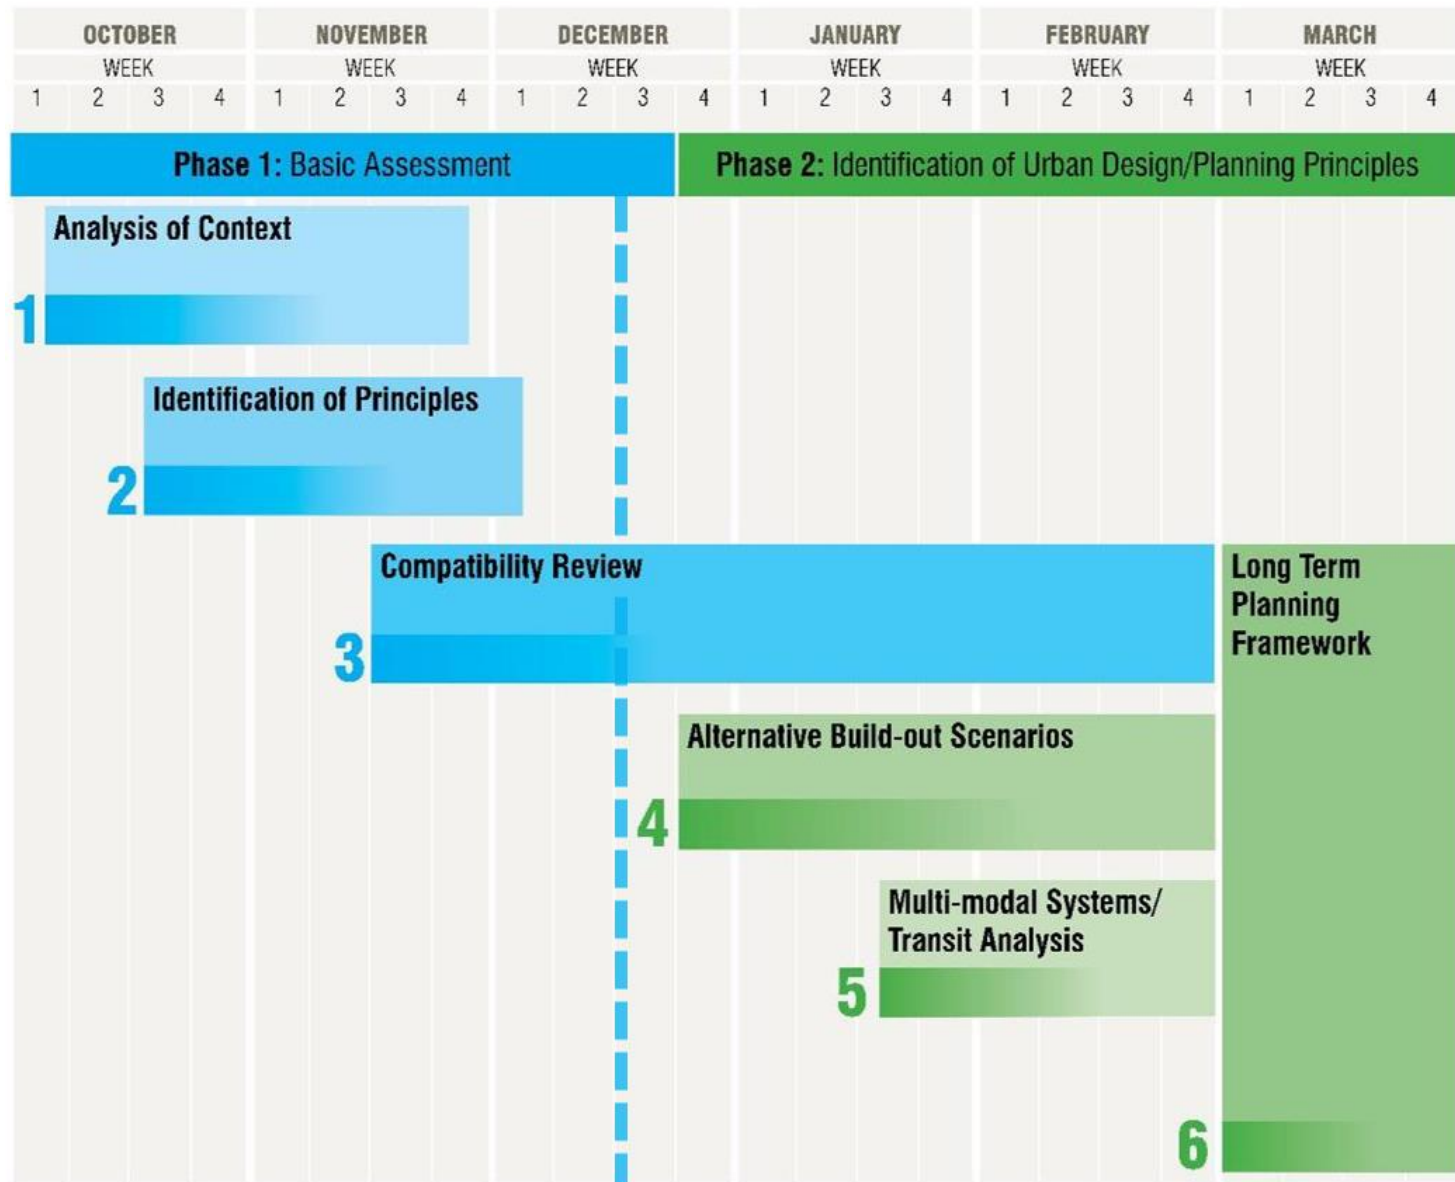 OCTOBER NOVEMBER DECEMBER JANUARY FEBRUARY MARCH
WEEK WEEK WEEK WEEK WEEK WEEK
1 2 3 4 1 2 3 4 1 2 3 4 1 2 3 4 1 2 3 4 1 2 3 4
Phase 1: Basic Assessment Phase 2: Identification of Urban Design/Planning Principles
Analysis of Context
1
Identification of Principles
2
Compatibility Review
3
Long Term
Planning
Framework
Alternative Build-out Scenarios
4
Multi-modal Systems/
Transit Analysis
5
6